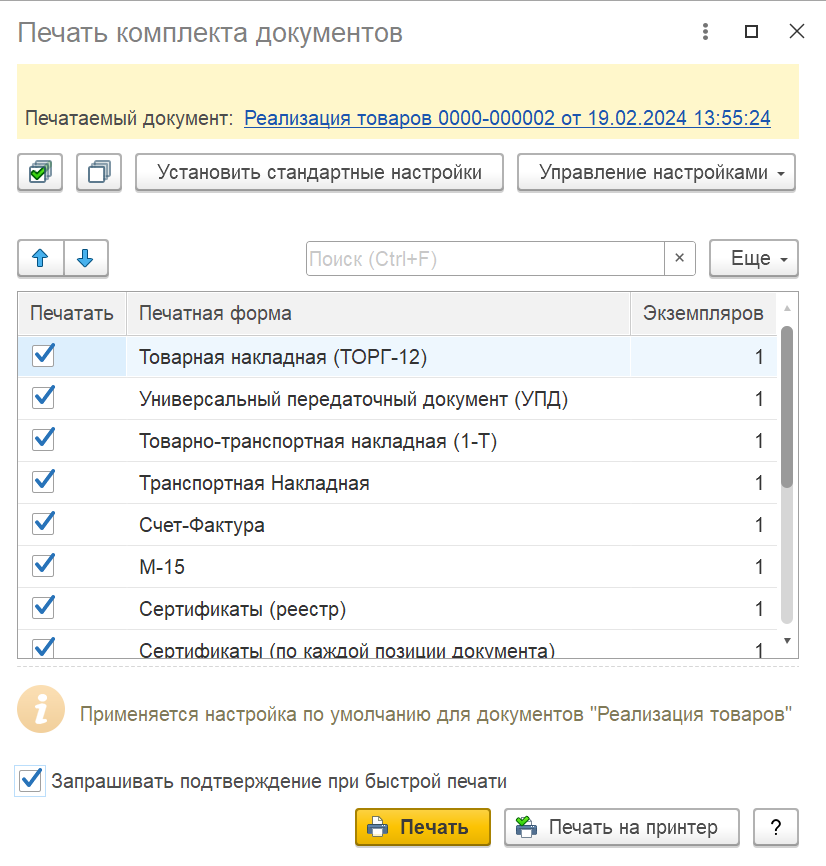 Печать комплекта документов
Печатаемый документ: Реализация товаров 0000-000002 от 19.02.2024 13:55:24
Установить стандартные настройки Управление настройками
Поиск (Ctrl+F) × Еще
Печатать Печатная форма Экземпляров
Товарная накладная (ТОРГ-12) 1
Универсальный передаточный документ (УПД) 1
Товарно-транспортная накладная (1-Т) 1
Транспортная Накладная 1
Счет-Фактура 1
М-15 1
Сертификаты (реестр) 1
Сертификаты (по каждой позиции документа) 1
i Применяется настройка по умолчанию для документов "Реализация товаров"
Запрашивать подтверждение при быстрой печати
Печать Печать на принтер ?